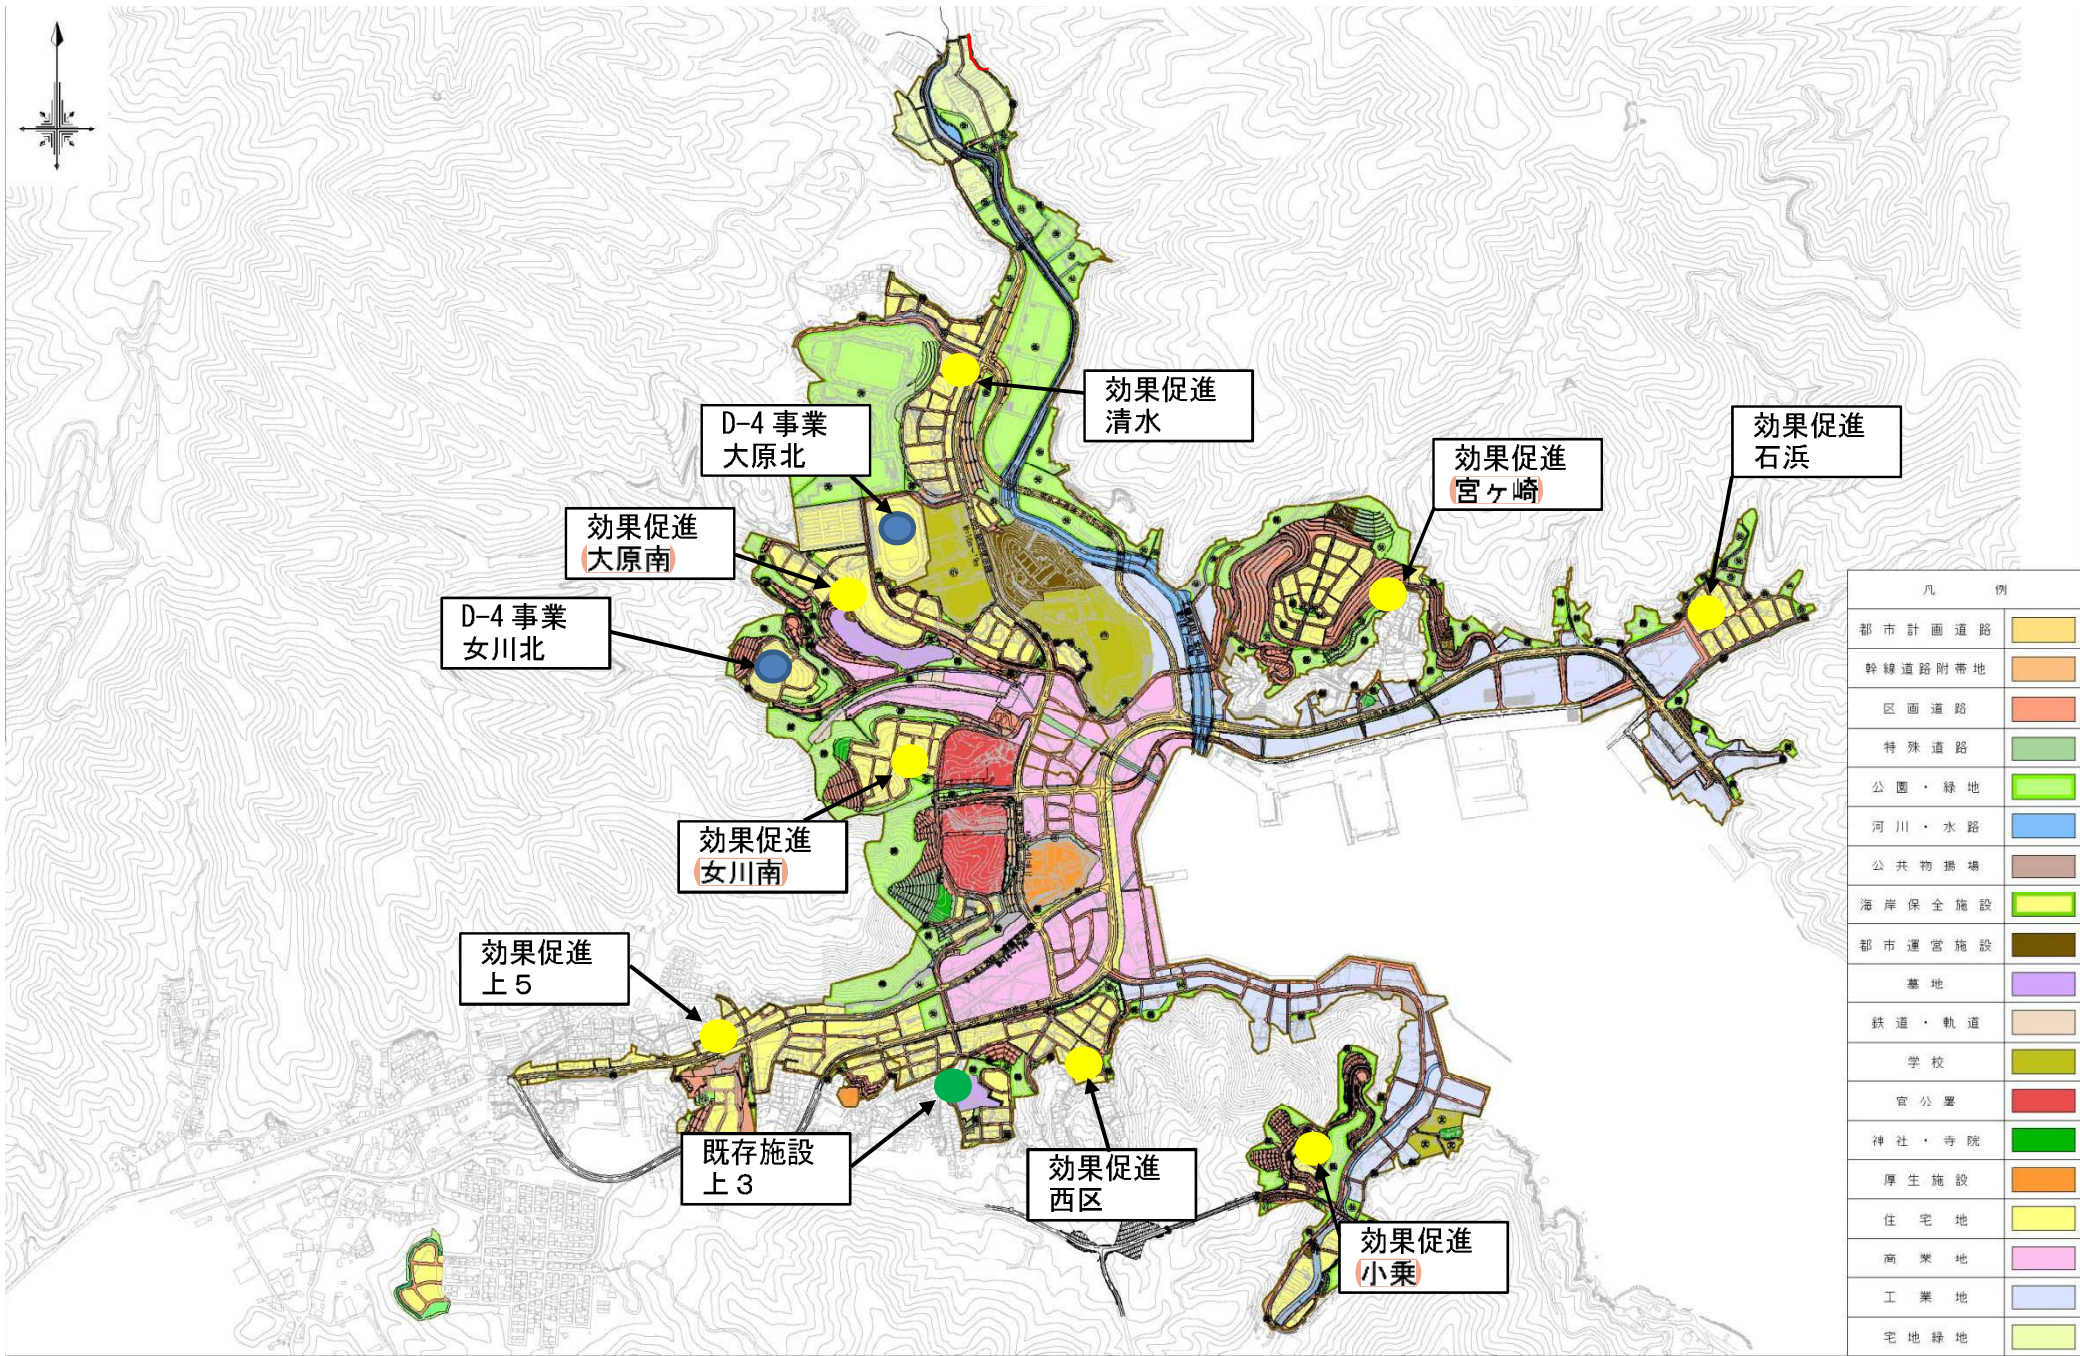 効果促進
清水
D-4 事業
大原北
効果促進
石浜
効果促進
宮ヶ崎
効果促進
大原南
D-4 事業
女川北
効果促進
女川南
効果促進
上5
既存施設
上3
効果促進
西区
効果促進
小乗
凡 例
都市計画道路
幹線道路附帯地
区画道路
特殊道路
公園・緑地
河川・水路
公共物揚場
海岸保全施設
都市運営施設
墓地
鉄道・軌道
学校
官公署
神社・寺院
厚生施設
住宅地
商業地
工業地
宅地緑地